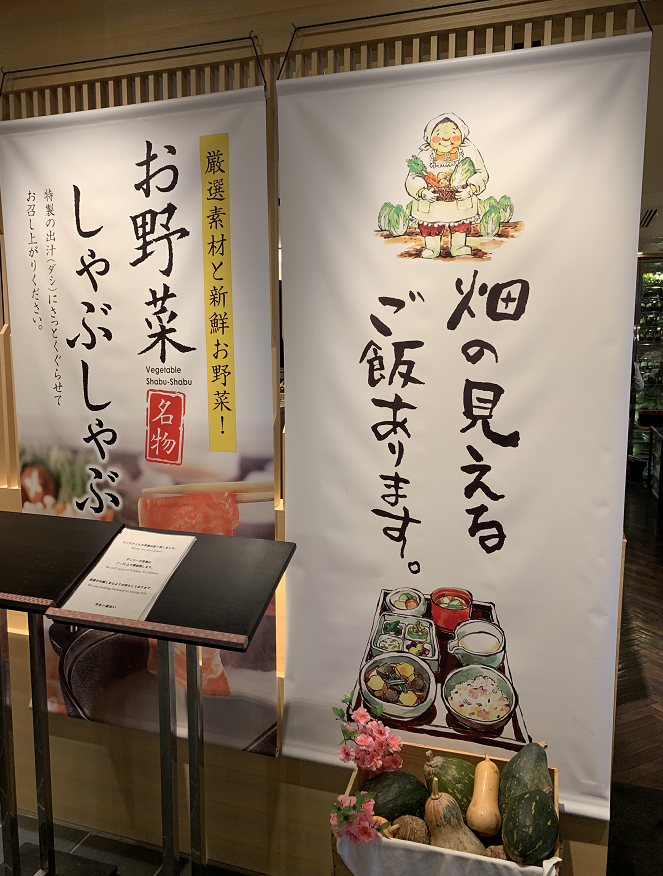 厳選素材と新鮮お野菜！
お野菜
しゃぶしゃぶ
Vegetable
Shabu-Shabu
名物
特製の出汁(ダシ)にさっとくぐらせて
お召し上がりください。
畑の見える
ご飯あります。